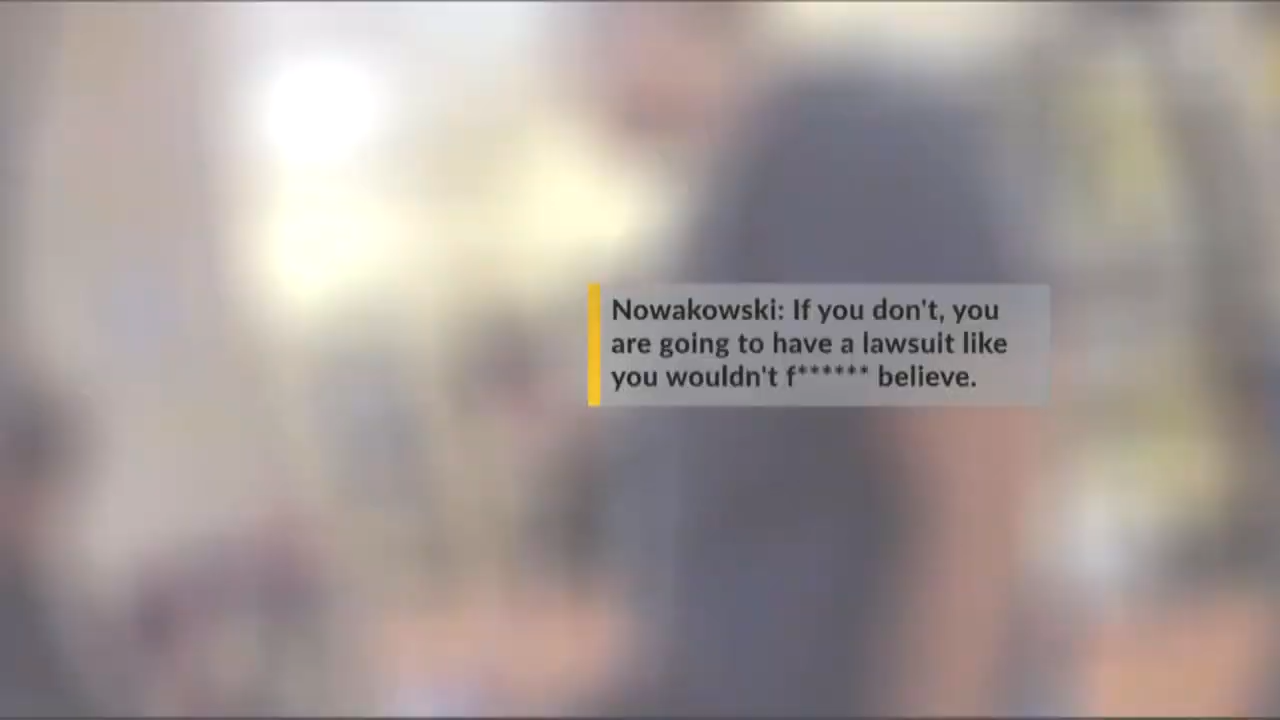 Nowakowski: If you don't, you
are going to have a lawsuit like
you wouldn't f****** believe.